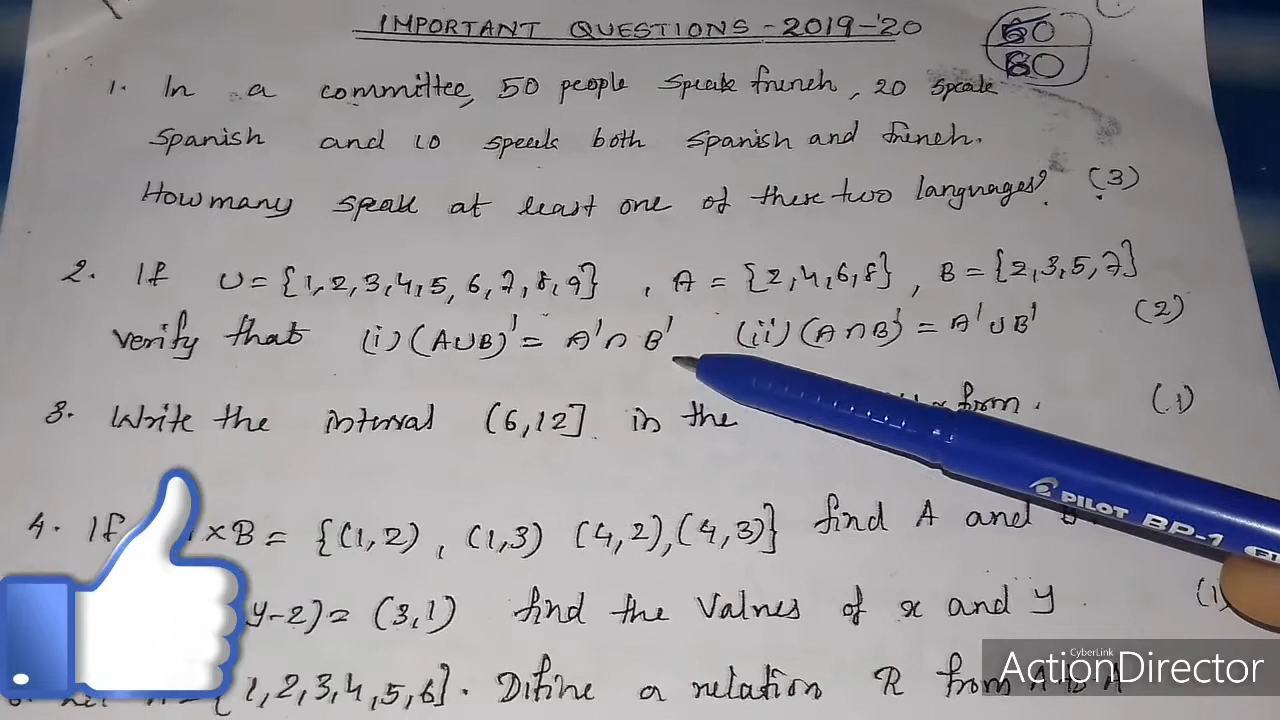 IMPORTANT QUESTIONS - 2019-'20
60
80
1. In a committee, 50 people speak french, 20 speak
spanish and 10 speak both spanish and french.
How many speak at least one of these two languages? (3)
2. If U = {1,2,3,4,5,6,7,8,9}, A = {2,4,6,8}, B = {2,3,5,7}
verify that (i) (A∪B)' = A'∩B' (ii) (A∩B)' = A'∪B' (2)
3. Write the interval (6,12] in the from. (1)
4. If ×B = {(1,2), (1,3) (4,2),(4,3)} find A and
y-2) = (3,1) find the values of x and y (1)
1,2,3,4,5,6}. Difine a relation R from A to A
PILOT BP-1
CyberLink
ActionDirector